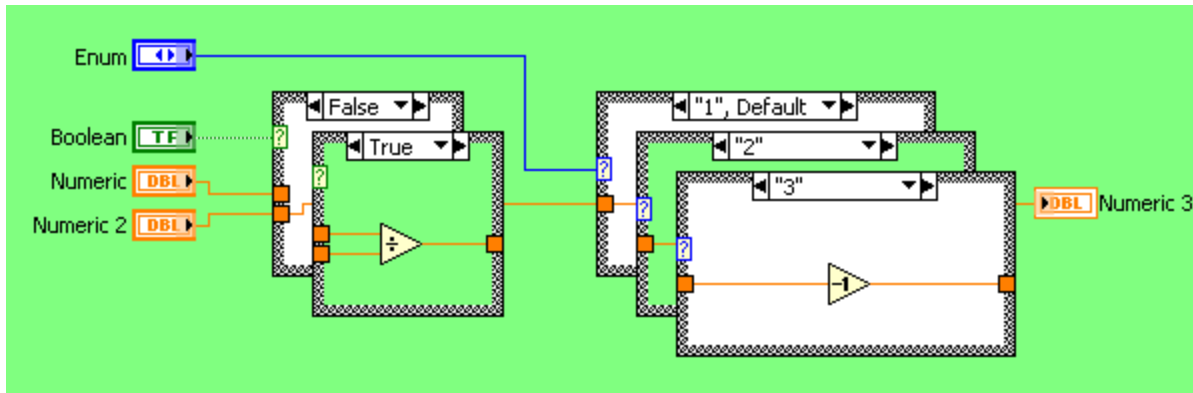 Enum
False
"1", Default
Boolean
TF
?
True
"2"
Numeric
DBL
?
?
"3"
Numeric 2
DBL
?
DBL
Numeric 3
÷
?
-1